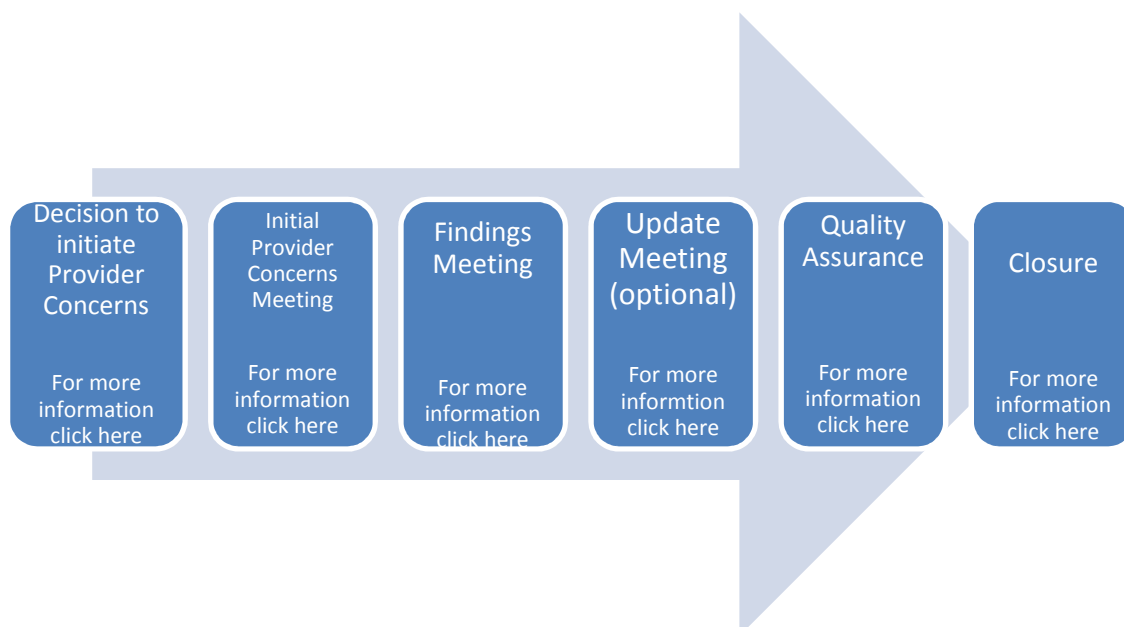 Decision to
initiate
Provider
Concerns
For more
information
click here
Initial
Provider
Concerns
Meeting
For more
information
click here
Findings
Meeting
For more
information
click here
Update
Meeting
(optional)
For more
informtion
click here
Quality
Assurance
For more
information
click here
Closure
For more
information
click here